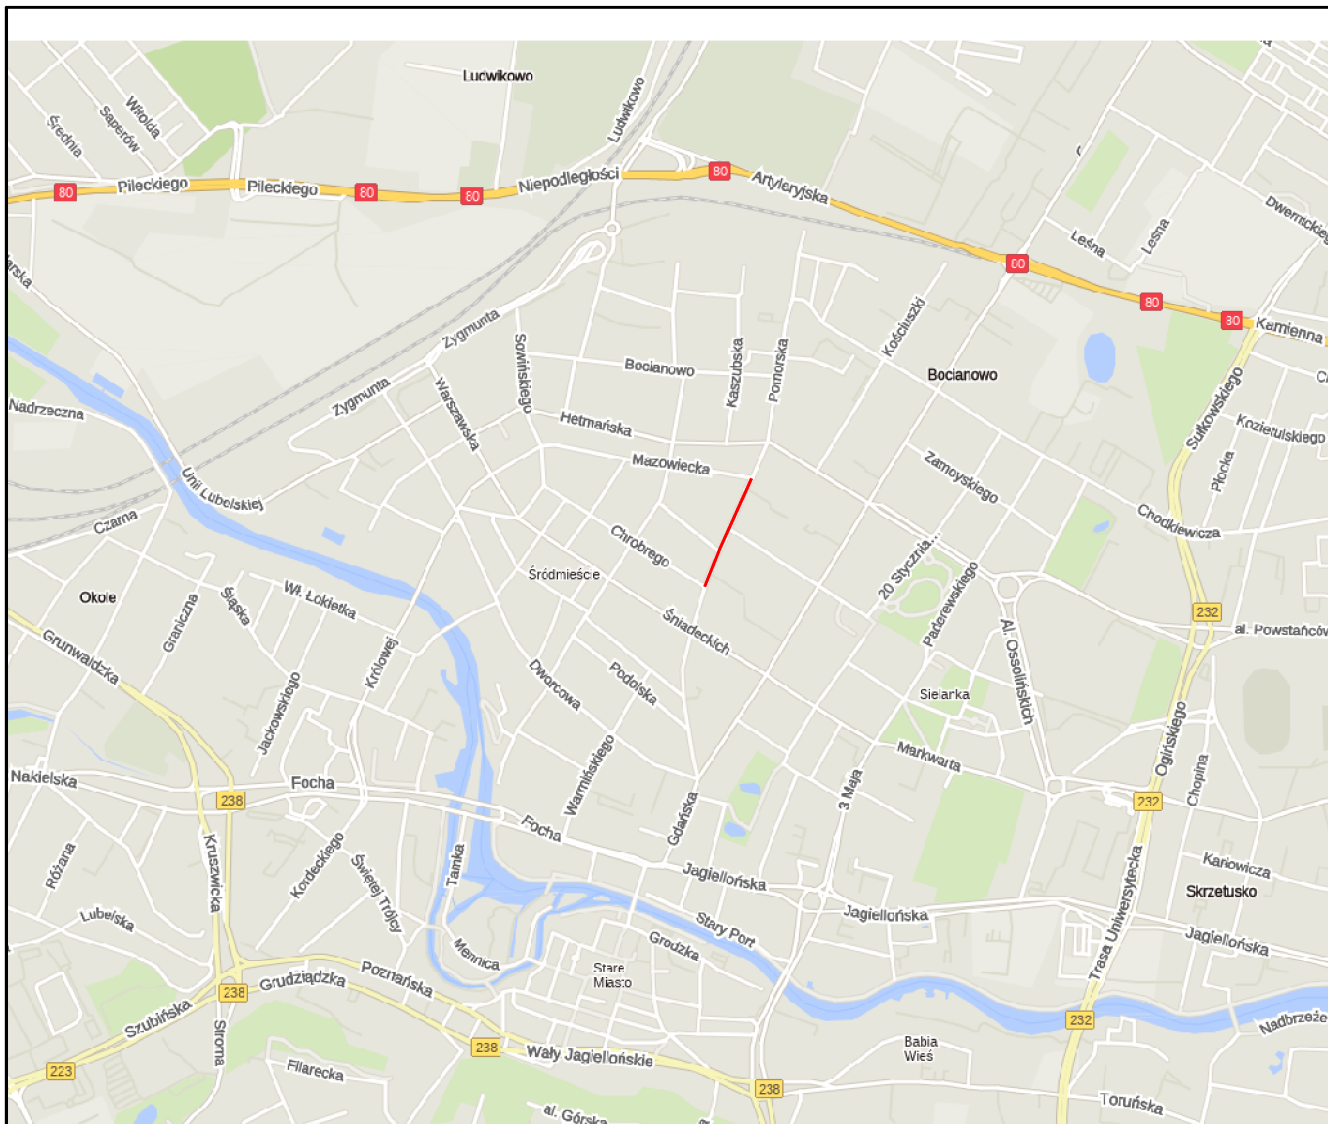 Ludwikowo
Witolda
Saperów
Średnia
Ludwikowo
80
Pileckiego
Pileckiego
80
80
Niepodległości
80
Artyleryjska
Dwernickiego
Leśna
Leśna
80
80
80
Kamienna
Zygmunta
Sowińskiego
Bocianowo
Kaszubska
Pomorska
Kościuszki
Bocianowo
Sułkowskiego
Kozietulskiego
Płocka
Nadrzeczna
Zygmunta
Warszawska
Hetmańska
Mazowiecka
Zamoyskiego
Chodkiewicza
Unii Lubelskiej
Czarna
Chrobrego
Śródmieście
20 Stycznia...
Paderewskiego
Okole
Graniczna
Śląska
Wł. Łokietka
Śniadeckich
Al. Ossolińskich
232
al. Powstańców
Grunwaldzka
Królowej
Jackowskiego
Dworcowa
Podolska
Sielanka
Markwarta
Ogińskiego
Chopina
Nakielska
Focha
238
Warmińskiego
Gdańska
3 Maja
232
Focha
Kruszwicka
Kordeckiego
Świętej Trójcy
Tamka
Jagiellońska
Jagiellońska
Różana
Lubelska
Karłowicza
Skrzetusko
Jagiellońska
Trasa Uniwersytecka
Mennica
Stary Port
Grodzka
Stare
Miasto
Poznańska
Grudziądzka
238
Szubińska
Stroma
232
Nadbrzeże
Babia
Wieś
238
Wały Jagiellońskie
Filarecka
223
238
al. Górska
Toruńska